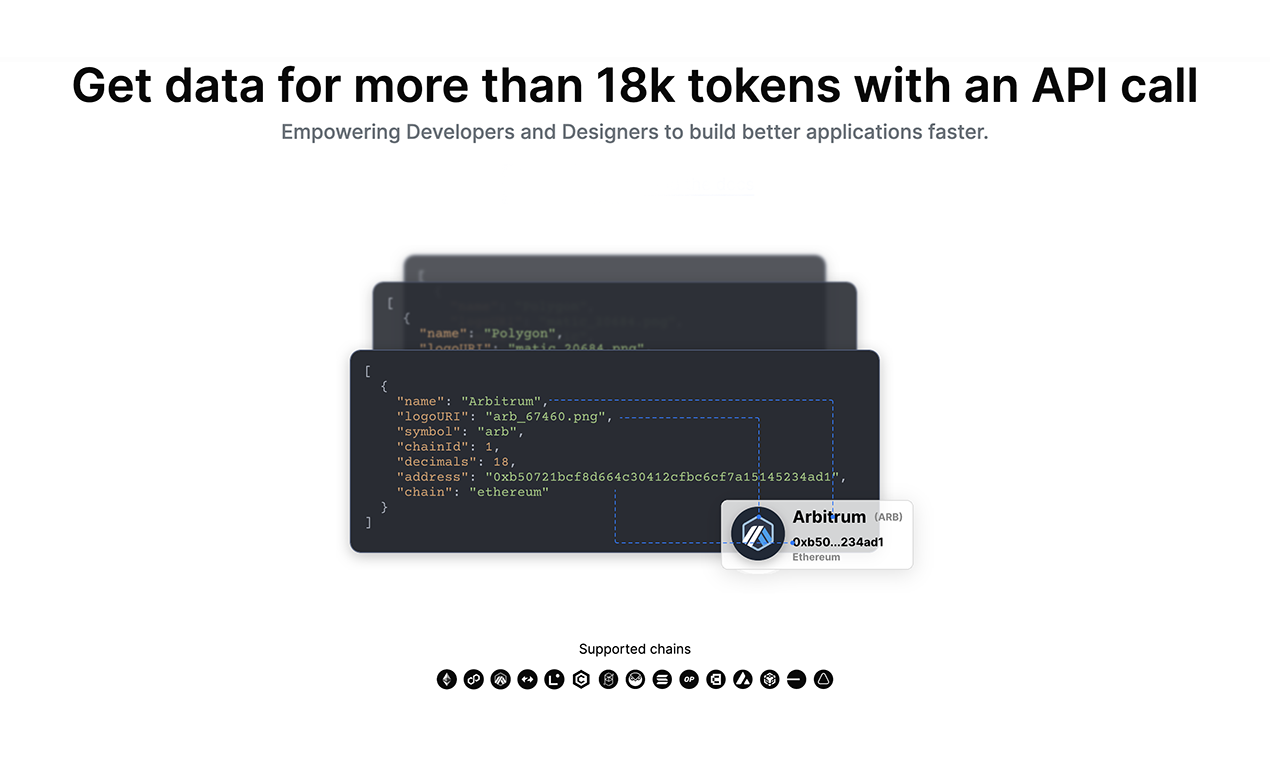 Get data for more than 18k tokens with an API call
Empowering Developers and Designers to build better applications faster.
[
[
{
"name": "Polygon",
"logoURI": "matic_20684.png"
[
{
"name": "Arbitrum",
"logoURI": "arb_67460.png",
"symbol": "arb",
"chainId": 1,
"decimals": 18,
"address": "0xb50721bcf8d664c30412cfbc6cf7a15145234ad1",
"chain": "ethereum"
}
]
Arbitrum (ARB)
0xb50...234ad1
Ethereum
Supported chains
OP